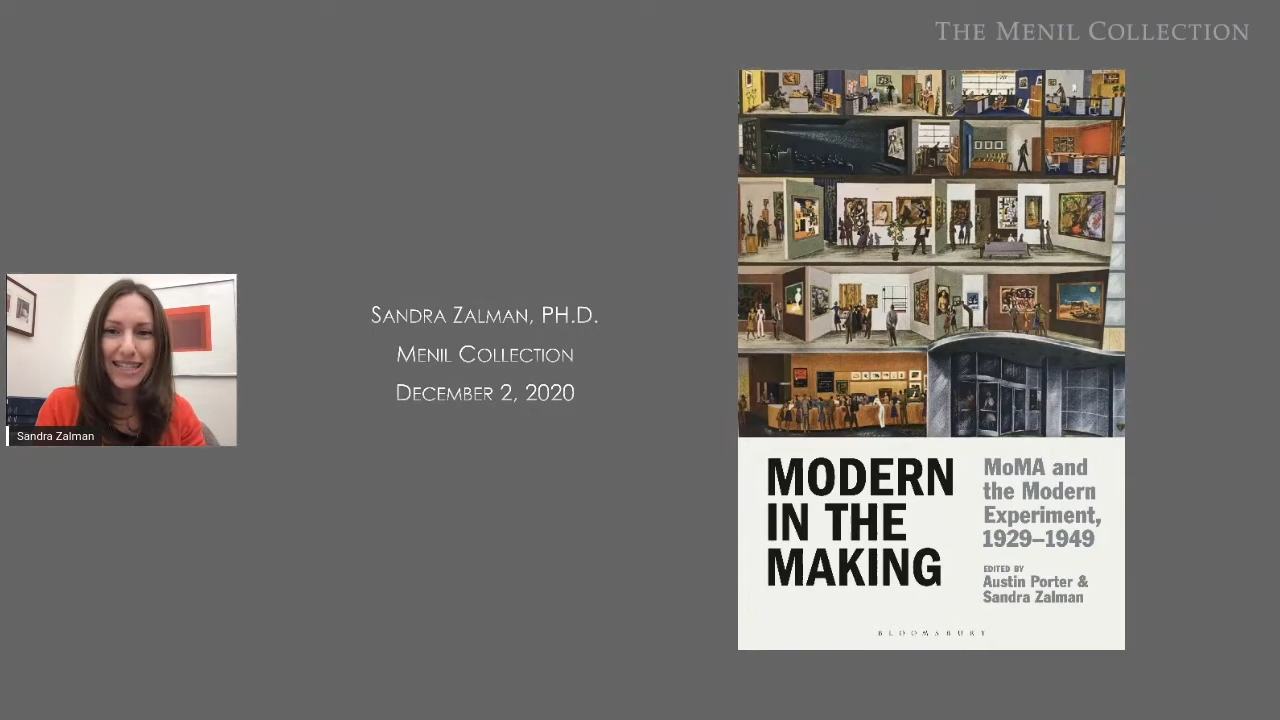 THE MENIL COLLECTION
SANDRA ZALMAN, PH.D.
MENIL COLLECTION
DECEMBER 2, 2020
Sandra Zalman
MODERN
IN THE
MAKING
MoMA and
the Modern
Experiment,
1929–1949
EDITED BY
Austin Porter &
Sandra Zalman
BLOOMSBURY